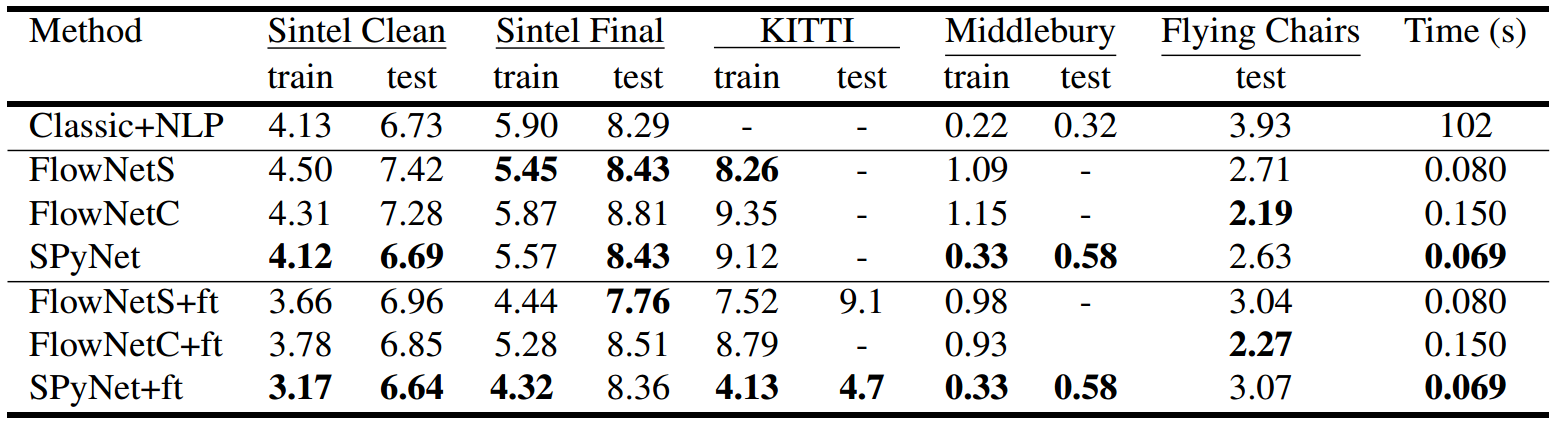 Method Sintel Clean Sintel Final KITTI Middlebury Flying Chairs Time (s)
train test train test train test train test test
Classic+NLP 4.13 6.73 5.90 8.29 - - 0.22 0.32 3.93 102
FlowNetS 4.50 7.42 5.45 8.43 8.26 - 1.09 - 2.71 0.080
FlowNetC 4.31 7.28 5.87 8.81 9.35 - 1.15 - 2.19 0.150
SPyNet 4.12 6.69 5.57 8.43 9.12 - 0.33 0.58 2.63 0.069
FlowNetS+ft 3.66 6.96 4.44 7.76 7.52 9.1 0.98 - 3.04 0.080
FlowNetC+ft 3.78 6.85 5.28 8.51 8.79 - 0.93 2.27 0.150
SPyNet+ft 3.17 6.64 4.32 8.36 4.13 4.7 0.33 0.58 3.07 0.069